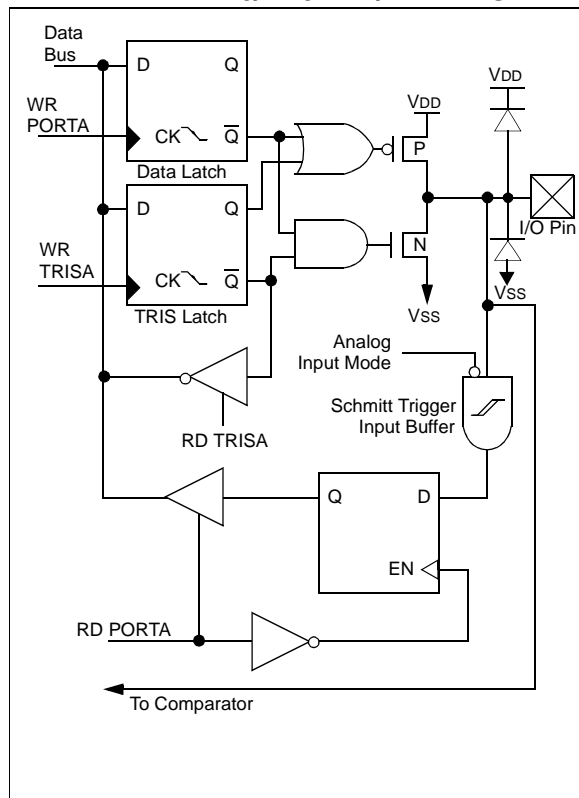 Data
Bus
D Q
WR
PORTA
CK Q
Data Latch
VDD
P
VDD
D Q
WR
TRISA
CK Q
TRIS Latch
N
I/O Pin
VSS
VSS
Analog
Input Mode
Schmitt Trigger
Input Buffer
RD TRISA
Q D
EN
RD PORTA
To Comparator